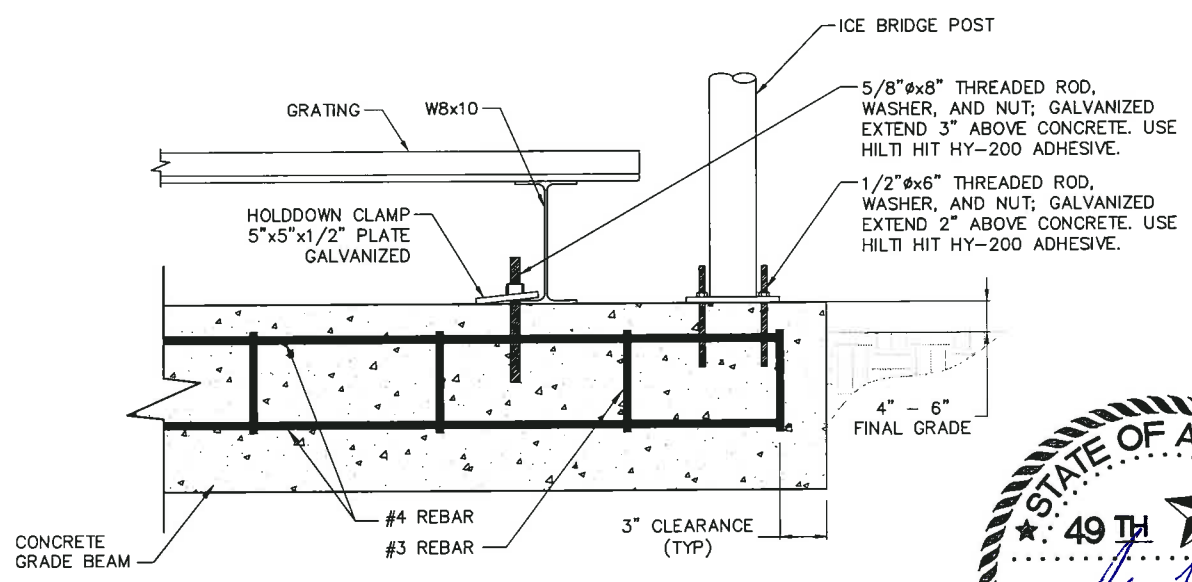 ICE BRIDGE POST
5/8"øx8" THREADED ROD,
WASHER, AND NUT; GALVANIZED
EXTEND 3" ABOVE CONCRETE. USE
HILTI HIT HY-200 ADHESIVE.
GRATING
W8x10
1/2"øx6" THREADED ROD,
WASHER, AND NUT; GALVANIZED
EXTEND 2" ABOVE CONCRETE. USE
HILTI HIT HY-200 ADHESIVE.
HOLDDOWN CLAMP
5"x5"x1/2" PLATE
GALVANIZED
4" - 6"
FINAL GRADE
#4 REBAR
#3 REBAR
3" CLEARANCE
(TYP)
CONCRETE
GRADE BEAM
STATE OF A
49 TH